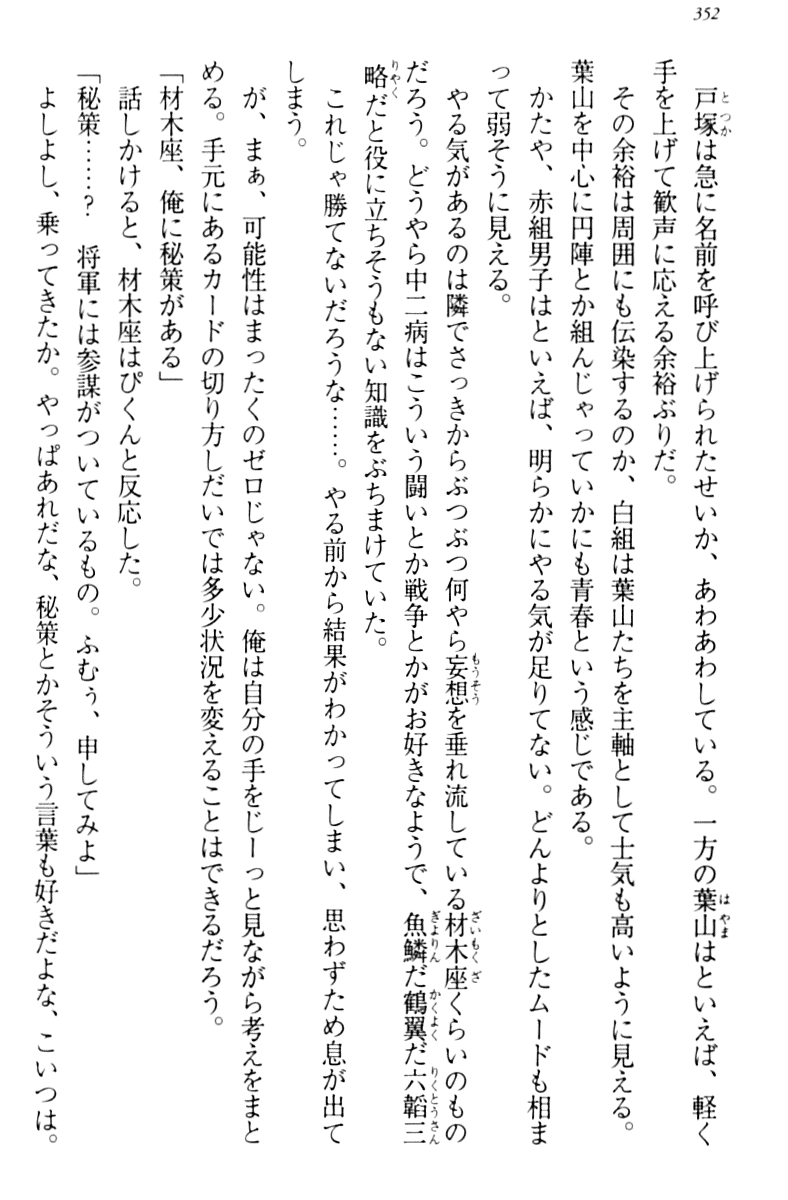 352
戸塚は急に名前を呼び上げられたせいか、あわあわしている。一方の葉山はといえば、軽く
手を上げて歓声に応える余裕ぶりだ。
その余裕は周囲にも伝染するのか、白組は葉山たちを主軸として士気も高いように見える。
葉山を中心に円陣とか組んじゃっていかにも青春という感じである。
かたや、赤組男子はといえば、明らかにやる気が足りてない。どんよりとしたムードも相ま
って弱そうに見える。
やる気があるのは隣でさっきからぶつぶつ何やら妄想を垂れ流している材木座くらいのもの
だろう。どうやら中二病はこういう闘いとか戦争とかがお好きなようで、魚鱗だ鶴翼だ六韜三
略だと役に立ちそうもない知識をぶちまけていた。
これじゃ勝てないだろうな……。やる前から結果がわかってしまい、思わずため息が出て
しまう。
が、まぁ、可能性はまったくのゼロじゃない。俺は自分の手をじーっと見ながら考えをまと
める。手元にあるカードの切り方しだいでは多少状況を変えることはできるだろう。
「材木座、俺に秘策がある」
話しかけると、材木座はぴくんと反応した。
「秘策……？　将軍には参謀がついているもの。ふむぅ、申してみよ」
よしよし、乗ってきたか。やっぱあれだな、秘策とかそういう言葉も好きだよな、こいつは。